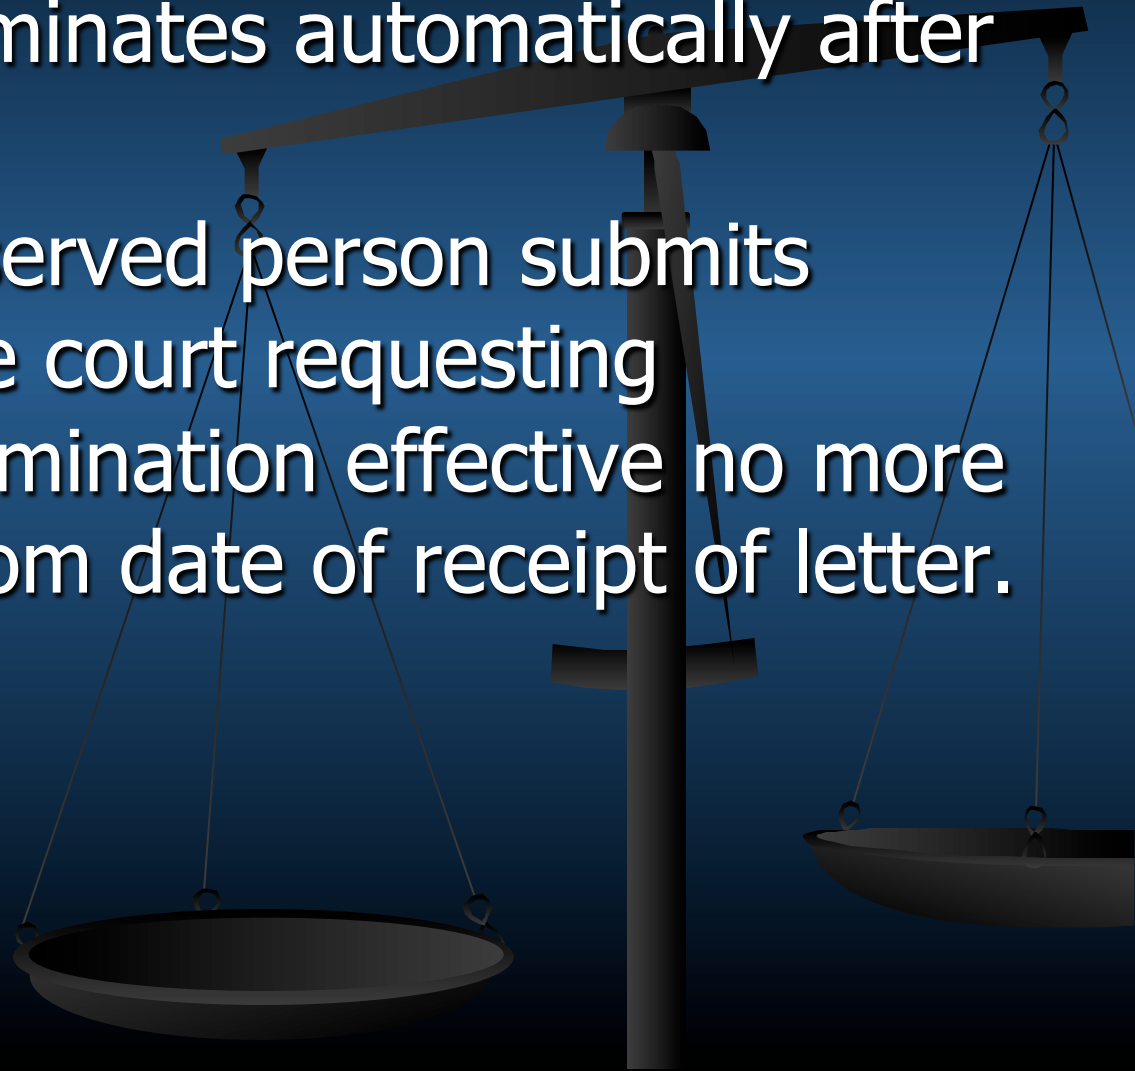 minates automatically after
erved person submits
e court requesting
mination effective no more
om date of receipt of letter.